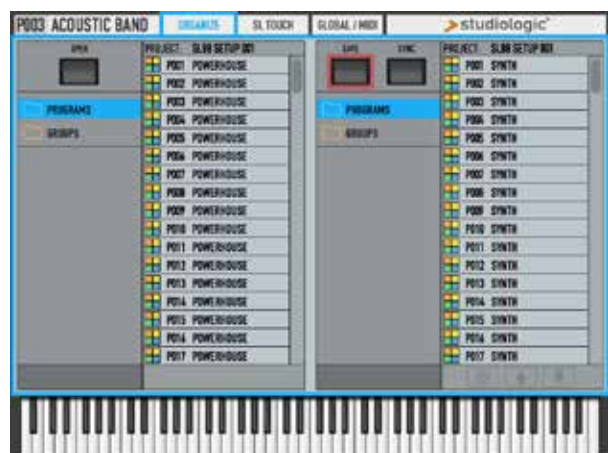 P003 ACOUSTIC BAND
ORGANIZE
SL TOUCH
GLOBAL / MIDI
studiologic
OPEN
PROJECT: SL88 SETUP 001
PROGRAMS
GROUPS
P001 POWERHOUSE
P002 POWERHOUSE
P003 POWERHOUSE
P004 POWERHOUSE
P005 POWERHOUSE
P006 POWERHOUSE
P007 POWERHOUSE
P008 POWERHOUSE
P009 POWERHOUSE
P010 POWERHOUSE
P011 POWERHOUSE
P012 POWERHOUSE
P013 POWERHOUSE
P014 POWERHOUSE
P015 POWERHOUSE
P016 POWERHOUSE
P017 POWERHOUSE
SAVE
SYNC
PROJECT: SL88 SETUP 001
PROGRAMS
GROUPS
P001 SYNTH
P002 SYNTH
P003 SYNTH
P004 SYNTH
P005 SYNTH
P006 SYNTH
P007 SYNTH
P008 SYNTH
P009 SYNTH
P010 SYNTH
P011 SYNTH
P012 SYNTH
P013 SYNTH
P014 SYNTH
P015 SYNTH
P016 SYNTH
P017 SYNTH